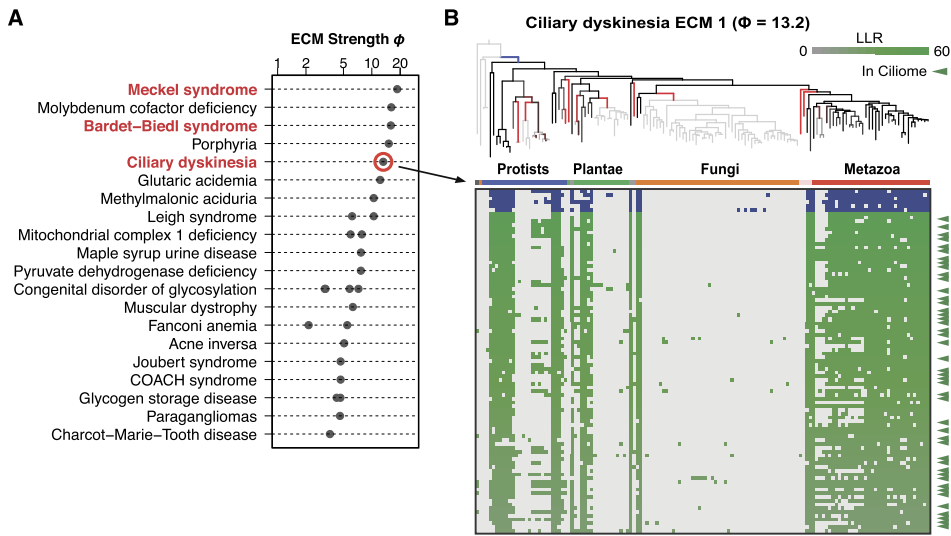 A
ECM Strength ϕ
1 2 5 10 20
Meckel syndrome
Molybdenum cofactor deficiency
Bardet−Biedl syndrome
Porphyria
Ciliary dyskinesia
Glutaric acidemia
Methylmalonic aciduria
Leigh syndrome
Mitochondrial complex 1 deficiency
Maple syrup urine disease
Pyruvate dehydrogenase deficiency
Congenital disorder of glycosylation
Muscular dystrophy
Fanconi anemia
Acne inversa
Joubert syndrome
COACH syndrome
Glycogen storage disease
Paragangliomas
Charcot−Marie−Tooth disease
B
Ciliary dyskinesia ECM 1 (Φ = 13.2)
LLR
0 60
In Ciliome
Protists Plantae Fungi Metazoa